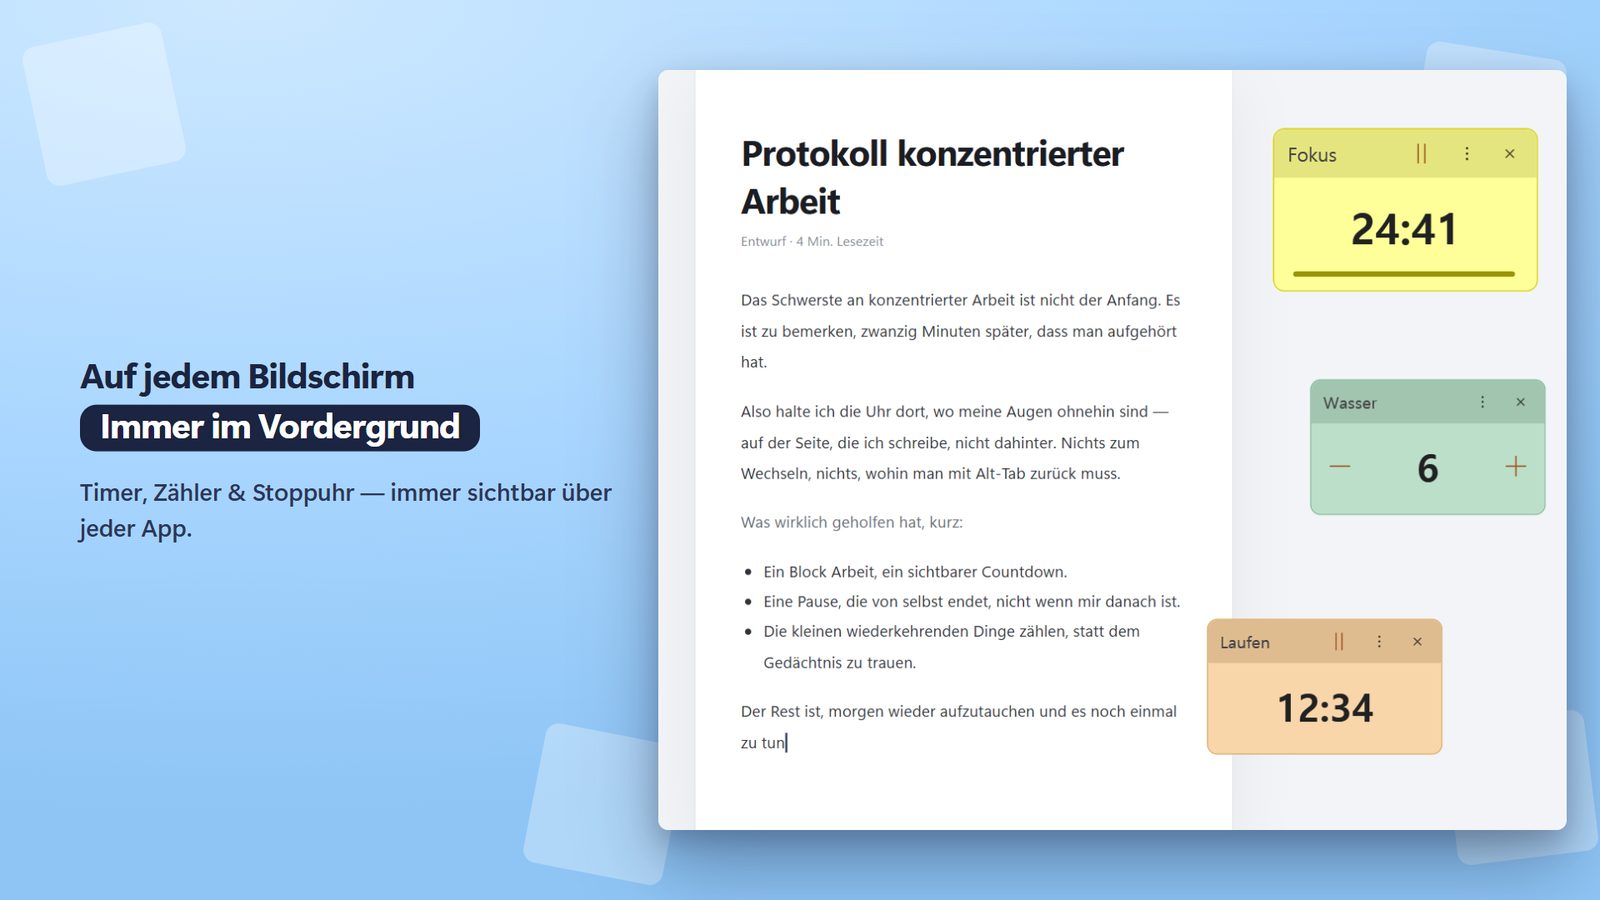 Auf jedem Bildschirm
Immer im Vordergrund
Timer, Zähler & Stoppuhr — immer sichtbar über
jeder App.
Protokoll konzentrierter
Arbeit
Entwurf · 4 Min. Lesezeit
Das Schwerste an konzentrierter Arbeit ist nicht der Anfang. Es
ist zu bemerken, zwanzig Minuten später, dass man aufgehört
hat.
Also halte ich die Uhr dort, wo meine Augen ohnehin sind —
auf der Seite, die ich schreibe, nicht dahinter. Nichts zum
Wechseln, nichts, wohin man mit Alt-Tab zurück muss.
Was wirklich geholfen hat, kurz:
• Ein Block Arbeit, ein sichtbarer Countdown.
• Eine Pause, die von selbst endet, nicht wenn mir danach ist.
• Die kleinen wiederkehrenden Dinge zählen, statt dem
Gedächtnis zu trauen.
Der Rest ist, morgen wieder aufzutauchen und es noch einmal
zu tun
Fokus
24:41
Wasser
6
Laufen
12:34